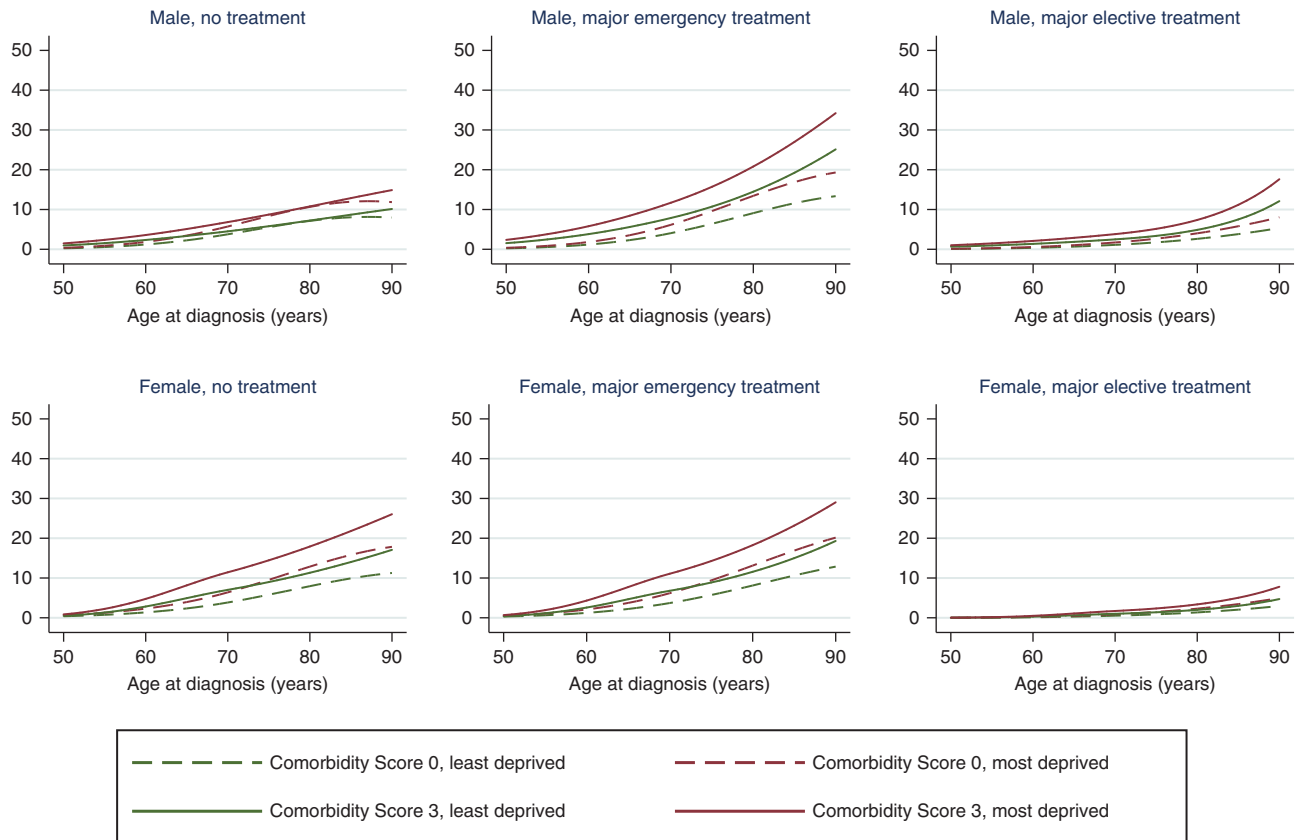 Male, no treatment
Male, major emergency treatment
Male, major elective treatment
50
40
30
20
10
0
50 60 70 80 90
Age at diagnosis (years)
50
40
30
20
10
0
50 60 70 80 90
Age at diagnosis (years)
50
40
30
20
10
0
50 60 70 80 90
Age at diagnosis (years)
Female, no treatment
Female, major emergency treatment
Female, major elective treatment
50
40
30
20
10
0
50 60 70 80 90
Age at diagnosis (years)
50
40
30
20
10
0
50 60 70 80 90
Age at diagnosis (years)
50
40
30
20
10
0
50 60 70 80 90
Age at diagnosis (years)
Comorbidity Score 0, least deprived
Comorbidity Score 0, most deprived
Comorbidity Score 3, least deprived
Comorbidity Score 3, most deprived